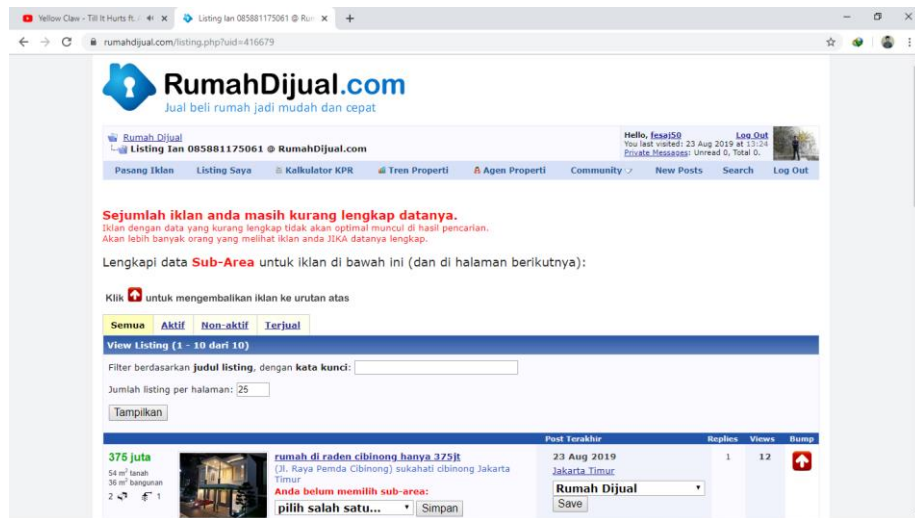 Yellow Claw - Till It Hurts ft. /
Listing Ian 085881175061 @ Rum
rumahdijual.com/listing.php?uid=416679
RumahDijual.com
Jual beli rumah jadi mudah dan cepat
Rumah Dijual
Listing Ian 085881175061 @ RumahDijual.com
Hello, fesaj50 Log Out
You last visited: 23 Aug 2019 at 13:24
Private Messages: Unread 0, Total 0.
Pasang Iklan Listing Saya Kalkulator KPR Tren Properti Agen Properti Community New Posts Search Log Out
Sejumlah iklan anda masih kurang lengkap datanya.
Iklan dengan data yang kurang lengkap tidak akan optimal muncul di hasil pencarian.
Akan lebih banyak orang yang melihat iklan anda JIKA datanya lengkap.
Lengkapi data Sub-Area untuk iklan di bawah ini (dan di halaman berikutnya):
Klik untuk mengembalikan iklan ke urutan atas
Semua Aktif Non-aktif Terjual
View Listing (1 - 10 dari 10)
Filter berdasarkan judul listing, dengan kata kunci:
Jumlah listing per halaman: 25
Tampilkan
Post Terakhir Replies Views Bump
375 juta
54 m² tanah
36 m² bangunan
2 1
rumah di raden cibinong hanya 375jt
(Jl. Raya Pemda Cibinong) sukahati cibinong Jakarta
Timur
Anda belum memilih sub-area:
pilih salah satu... Simpan
23 Aug 2019
Jakarta Timur
Rumah Dijual
Save
1 12